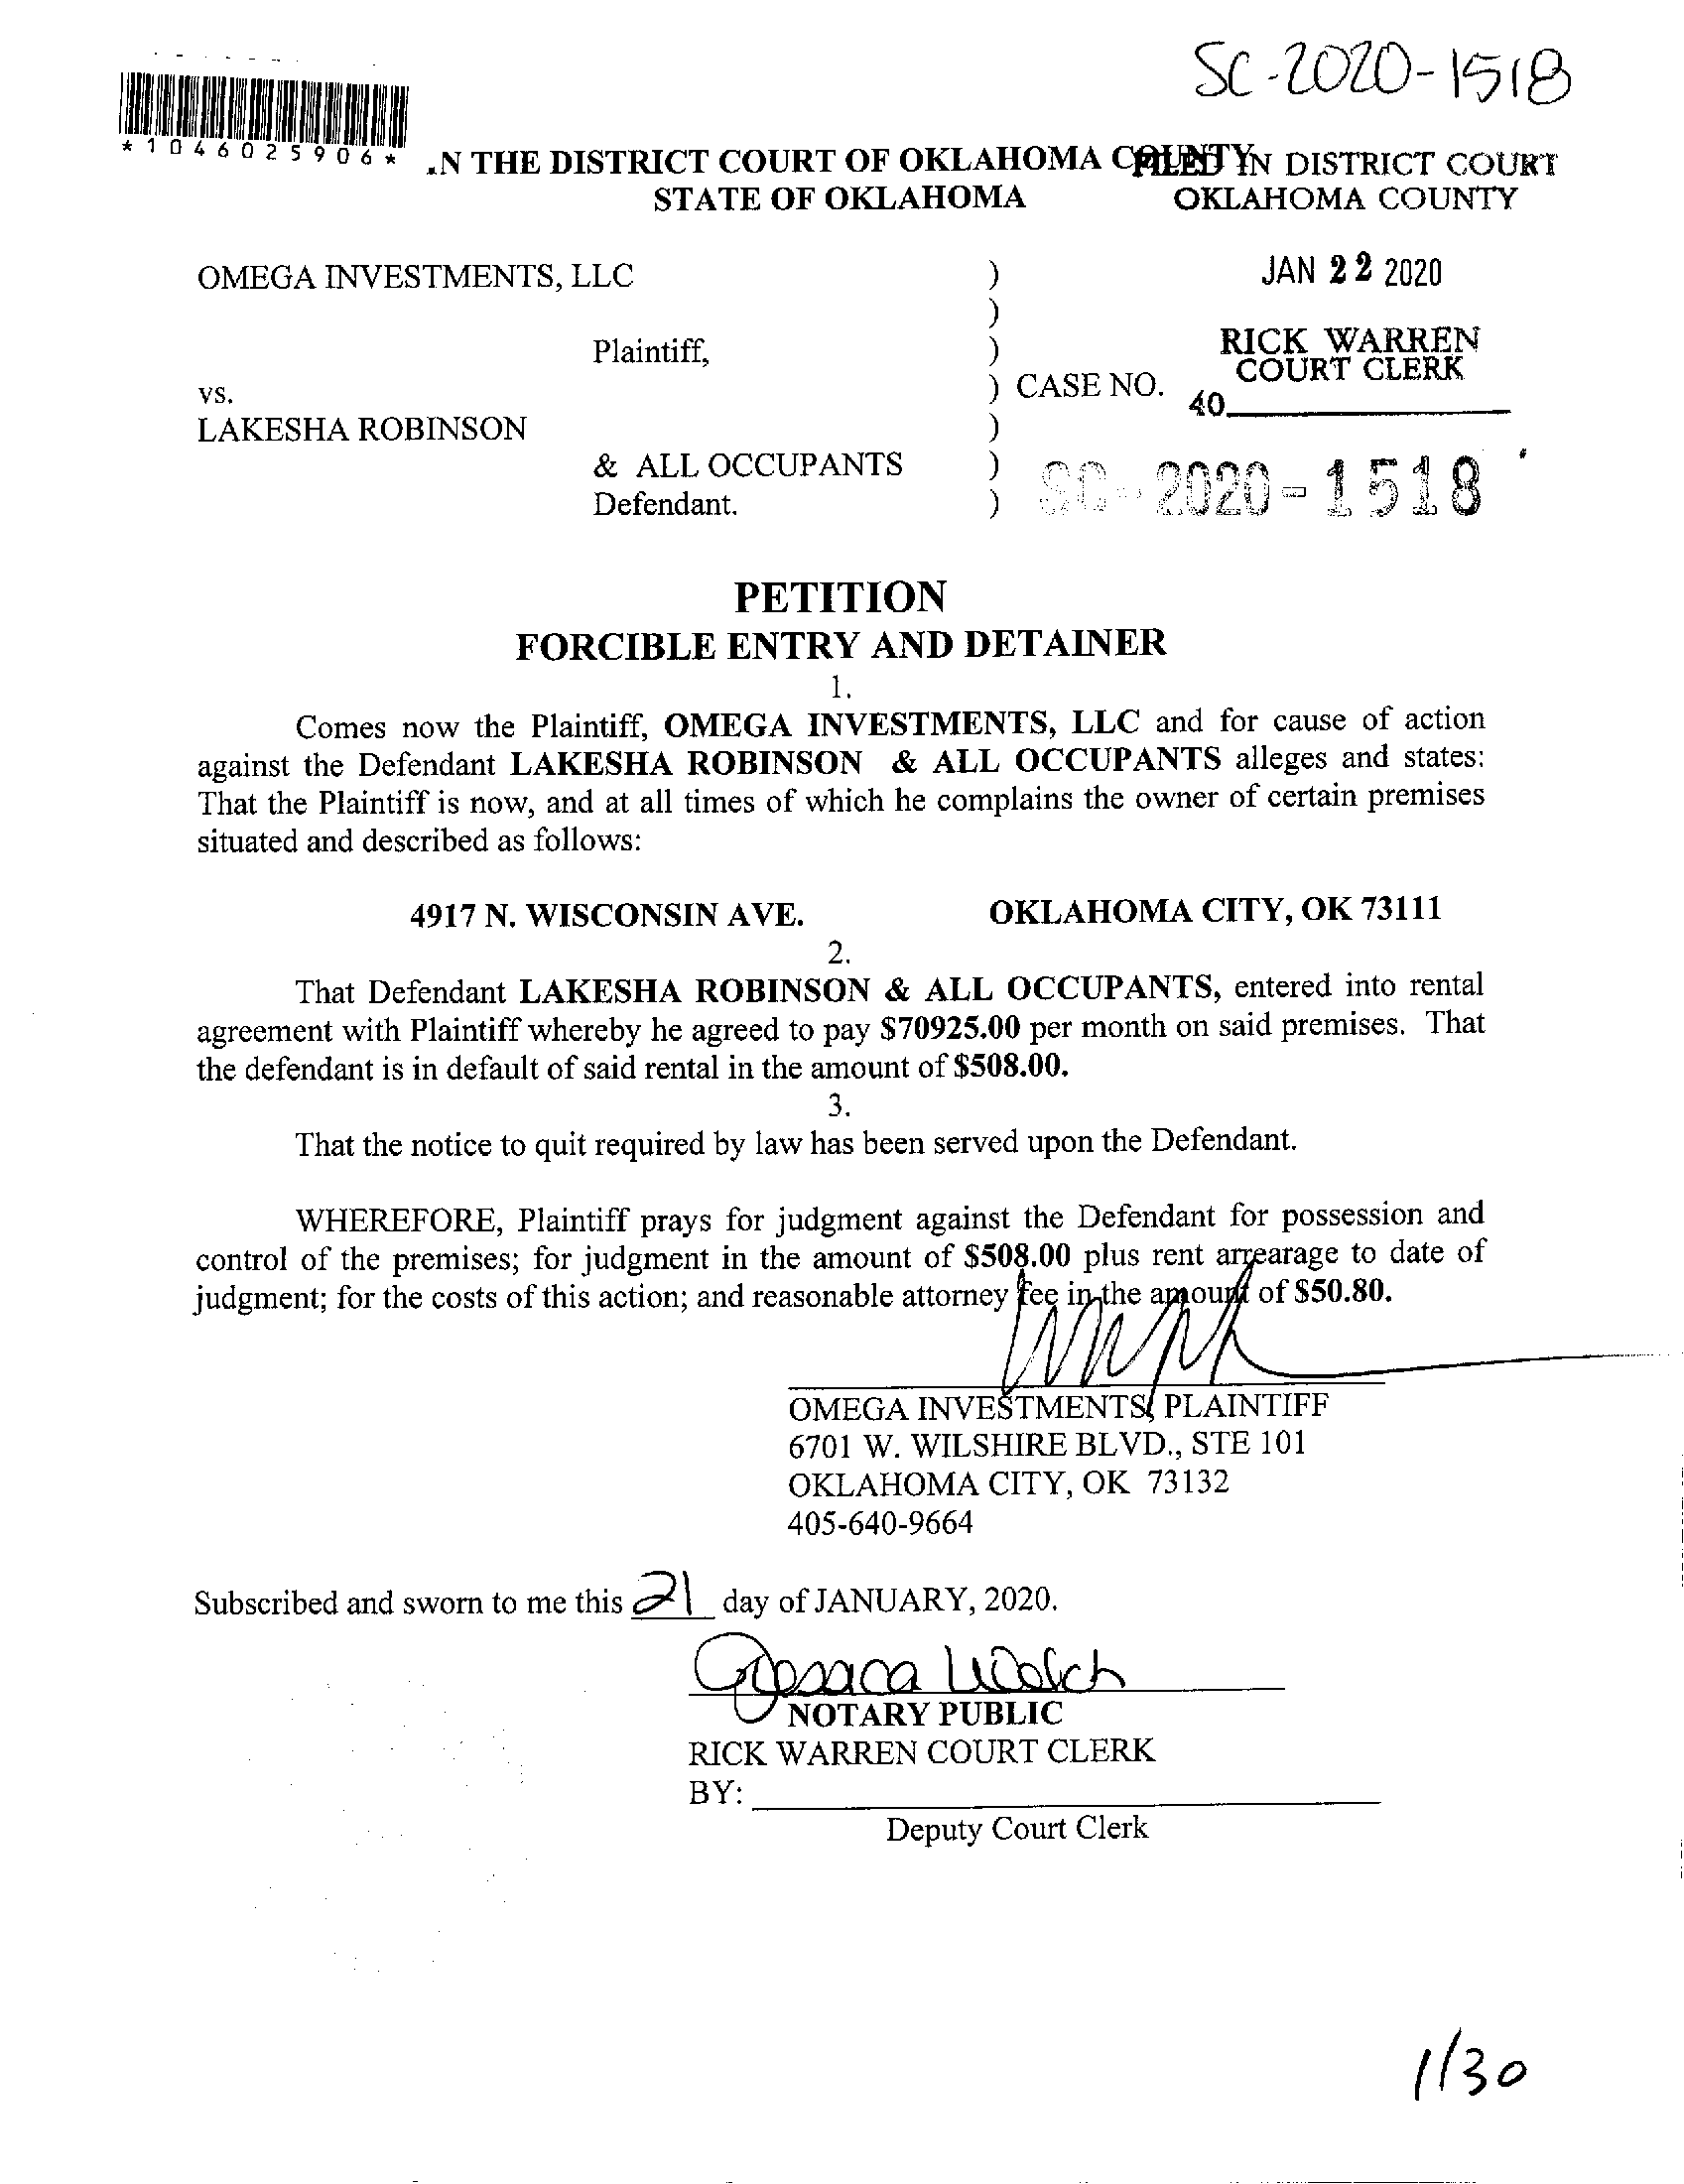 SC-2020-1518
*1046025906*
.N THE DISTRICT COURT OF OKLAHOMA COUNTY
STATE OF OKLAHOMA
FILED IN DISTRICT COURT
OKLAHOMA COUNTY
JAN 22 2020
RICK WARREN
COURT CLERK
40
OMEGA INVESTMENTS, LLC )
)
Plaintiff, )
vs. ) CASE NO.
LAKESHA ROBINSON )
& ALL OCCUPANTS )
Defendant. )
SC-2020-1518
PETITION
FORCIBLE ENTRY AND DETAINER
1.
Comes now the Plaintiff, OMEGA INVESTMENTS, LLC and for cause of action
against the Defendant LAKESHA ROBINSON & ALL OCCUPANTS alleges and states:
That the Plaintiff is now, and at all times of which he complains the owner of certain premises
situated and described as follows:
4917 N. WISCONSIN AVE. OKLAHOMA CITY, OK 73111
2.
That Defendant LAKESHA ROBINSON & ALL OCCUPANTS, entered into rental
agreement with Plaintiff whereby he agreed to pay $70925.00 per month on said premises. That
the defendant is in default of said rental in the amount of $508.00.
3.
That the notice to quit required by law has been served upon the Defendant.
WHEREFORE, Plaintiff prays for judgment against the Defendant for possession and
control of the premises; for judgment in the amount of $508.00 plus rent arrearage to date of
judgment; for the costs of this action; and reasonable attorney fee in the amount of $50.80.
OMEGA INVESTMENTS, PLAINTIFF
6701 W. WILSHIRE BLVD., STE 101
OKLAHOMA CITY, OK 73132
405-640-9664
Subscribed and sworn to me this 21 day of JANUARY, 2020.
NOTARY PUBLIC
RICK WARREN COURT CLERK
BY:
Deputy Court Clerk
1/30